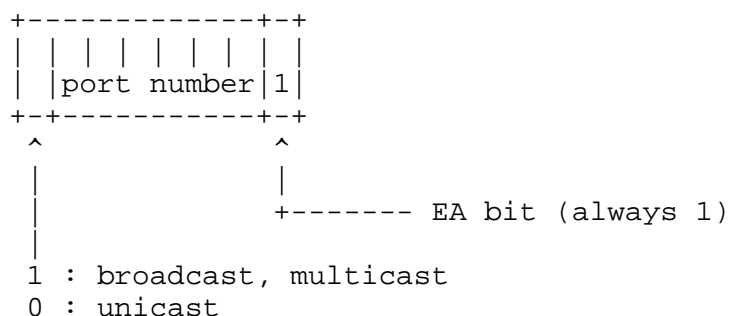 +-------------+-+
| | | | | | | | |
| |port number|1|
+-+-----------+-+
^ ^
| |
| +------- EA bit (always 1)
|
1 : broadcast, multicast
0 : unicast